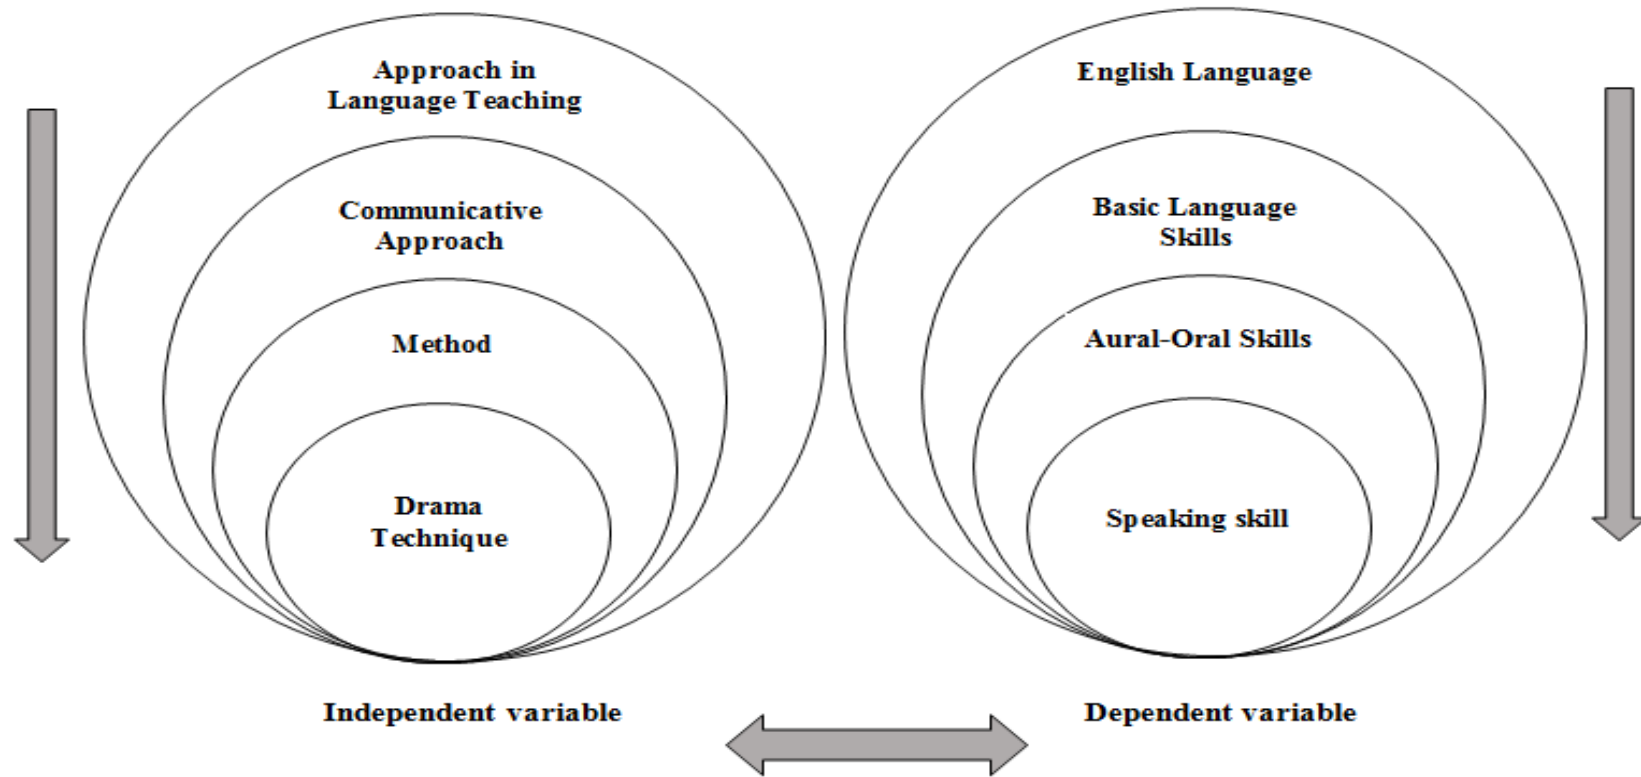 Approach in
Language Teaching
Communicative
Approach
Method
Drama
Technique
Independent variable
English Language
Basic Language
Skills
Aural-Oral Skills
Speaking skill
Dependent variable